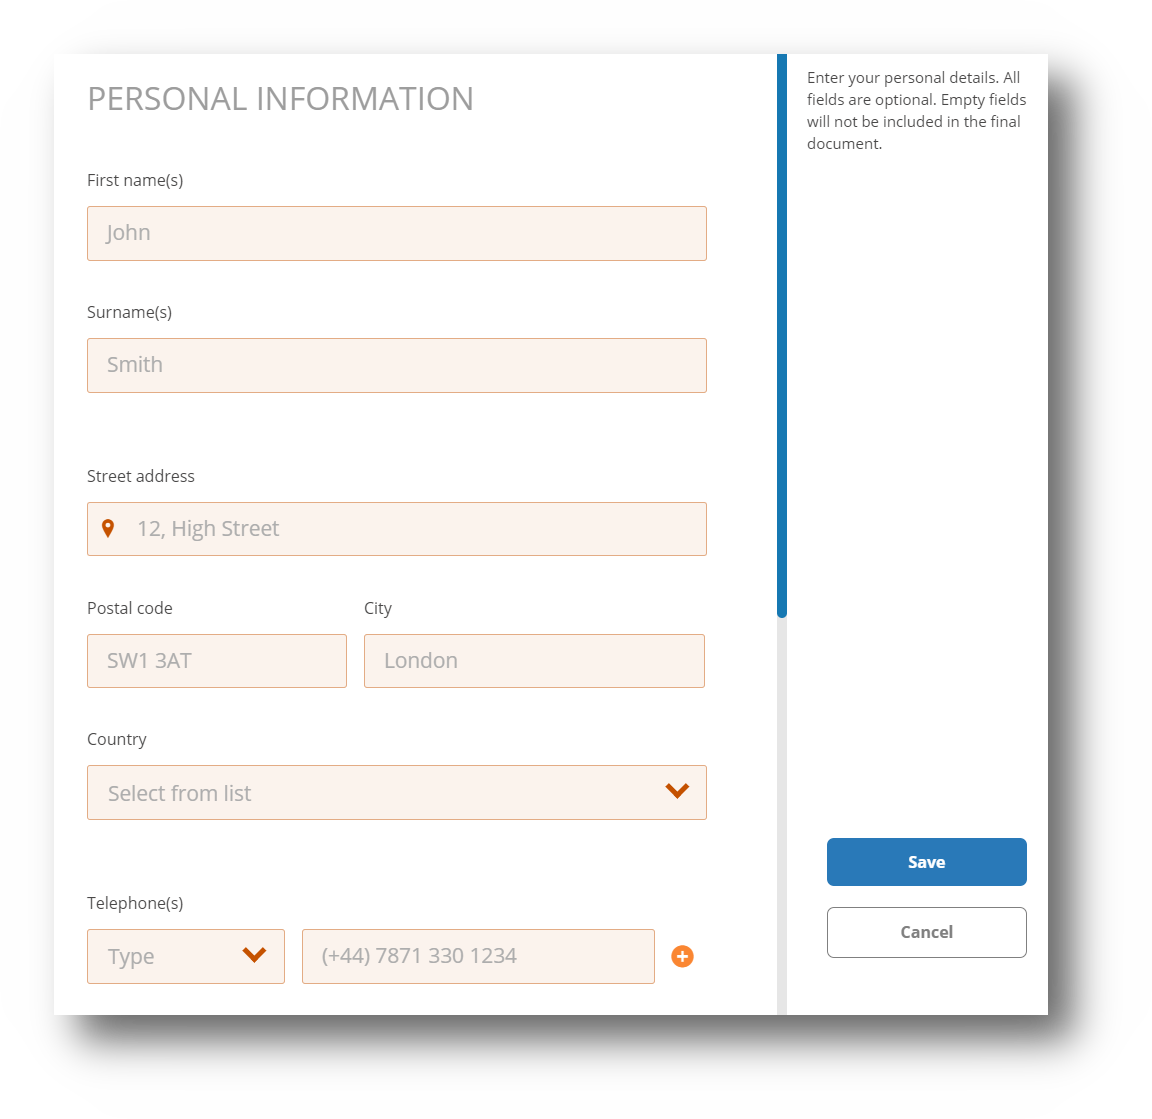 PERSONAL INFORMATION
First name(s)
John
Surname(s)
Smith
Street address
12, High Street
Postal code
City
SW1 3AT
London
Country
Select from list
Telephone(s)
Type
(+44) 7871 330 1234
Enter your personal details. All
fields are optional. Empty fields
will not be included in the final
document.
Save
Cancel